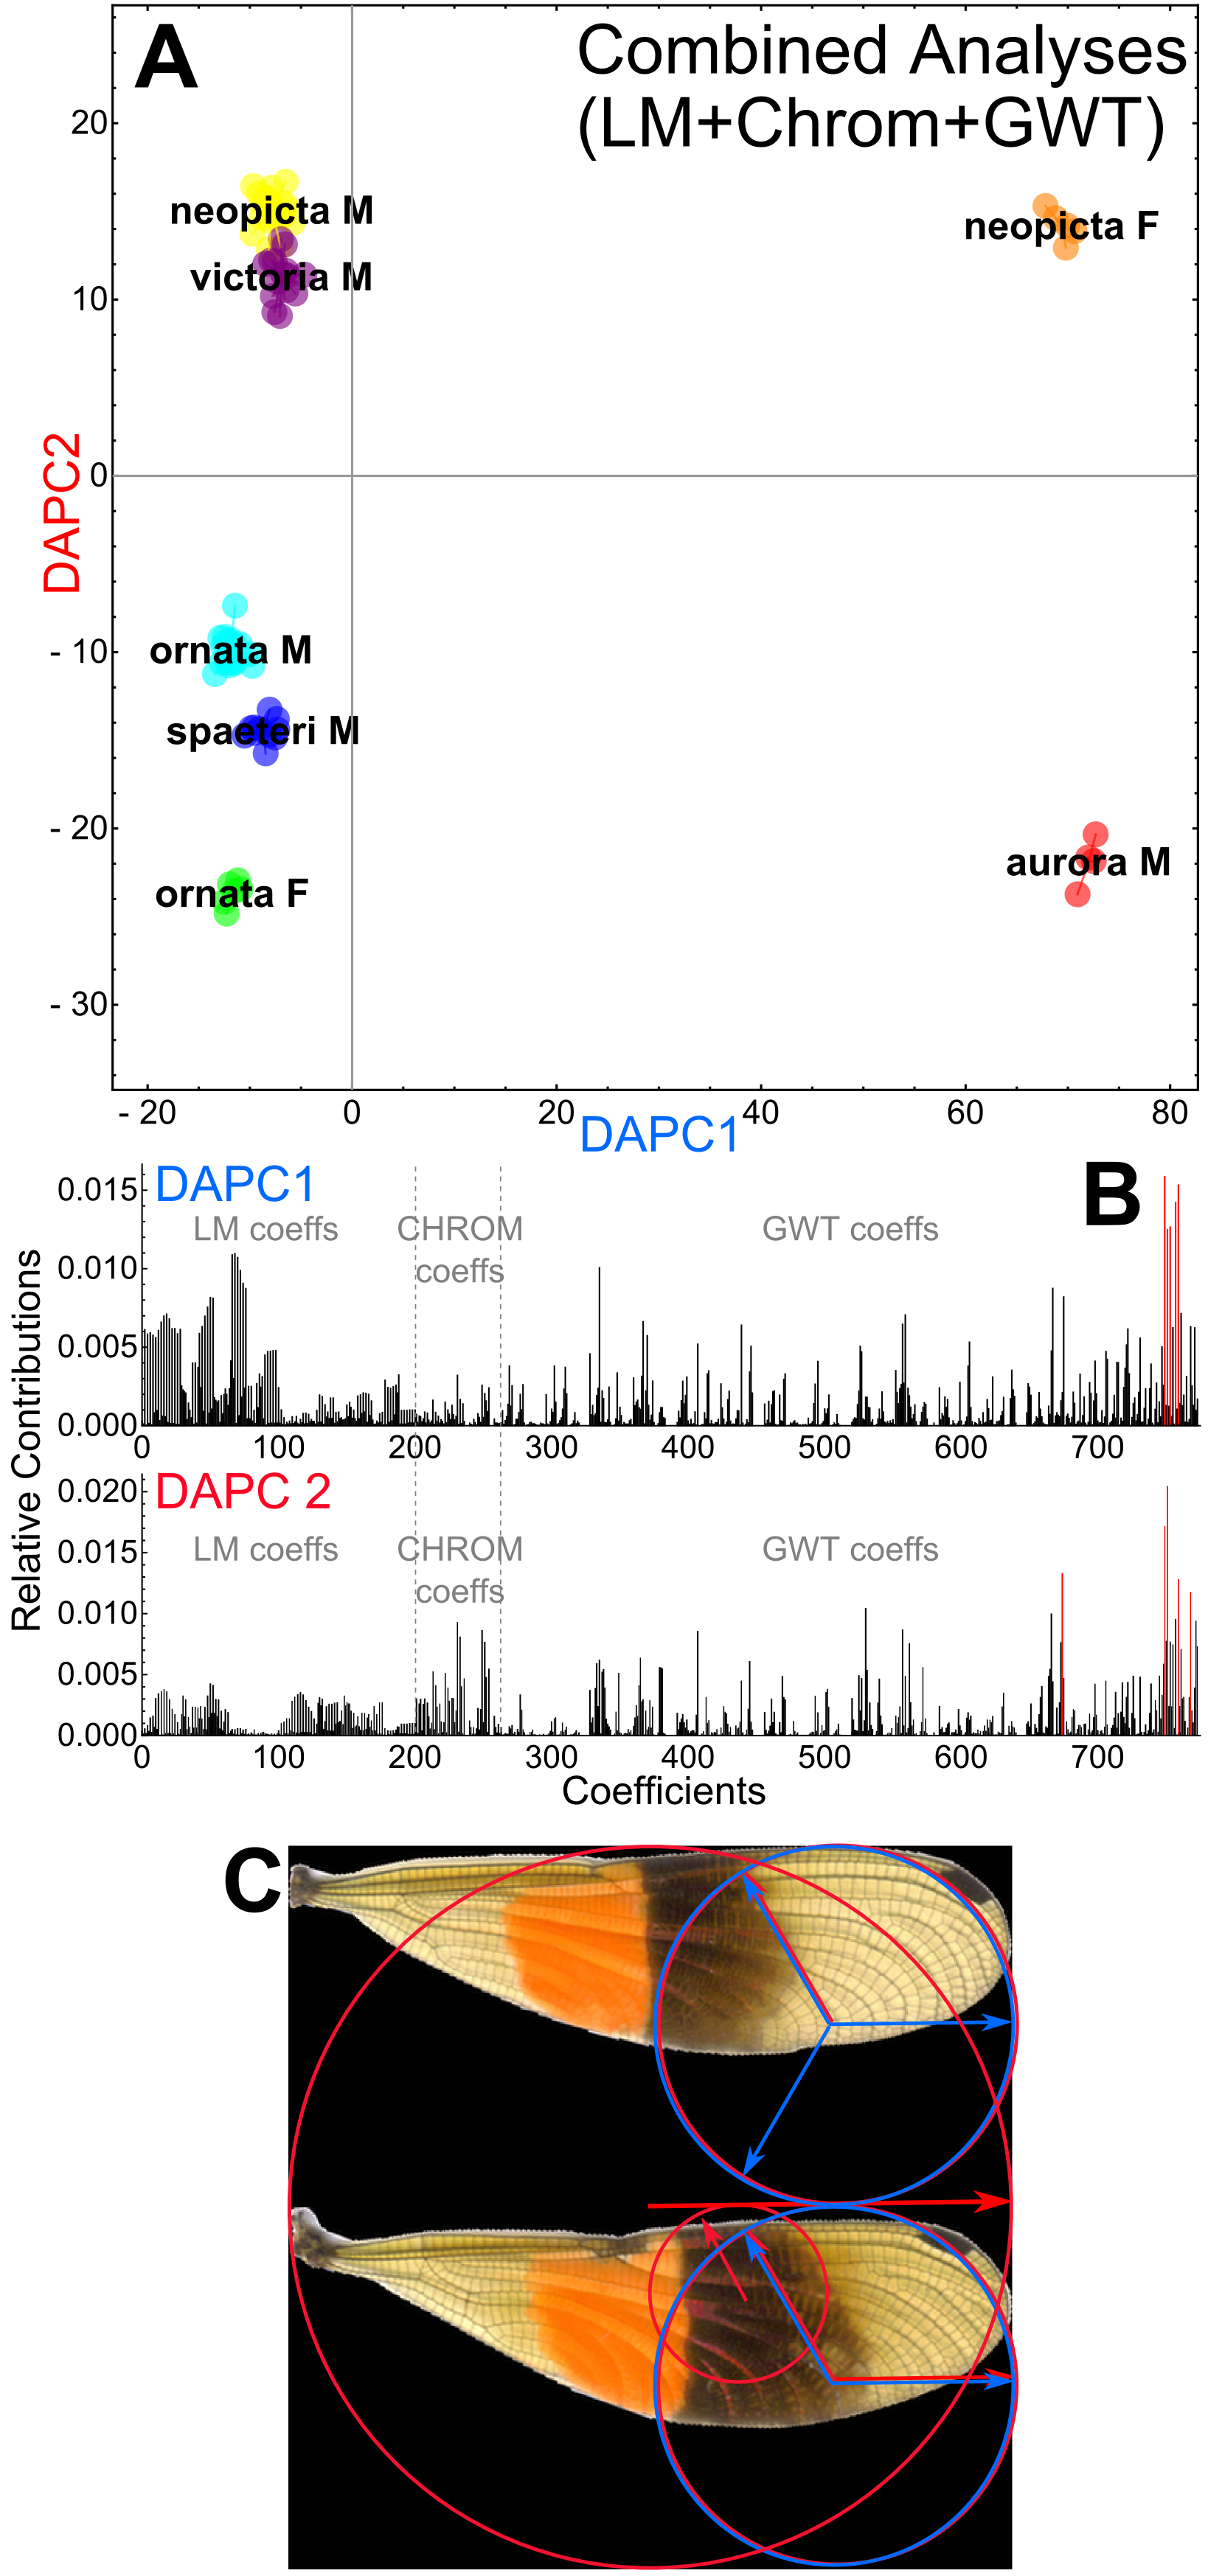 A
Combined Analyses
(LM+Chrom+GWT)
20
10
0
- 10
- 20
- 30
DAPC2
neopicta M
victoria M
neopicta F
ornata M
spaeteri M
ornata F
aurora M
- 20
0
20
40
60
80
DAPC1
B
Relative Contributions
DAPC1
LM coeffs
CHROM
coeffs
GWT coeffs
0.015
0.010
0.005
0.000
0
100
200
300
400
500
600
700
DAPC 2
LM coeffs
CHROM
coeffs
GWT coeffs
0.020
0.015
0.010
0.005
0.000
0
100
200
300
400
500
600
700
Coefficients
C